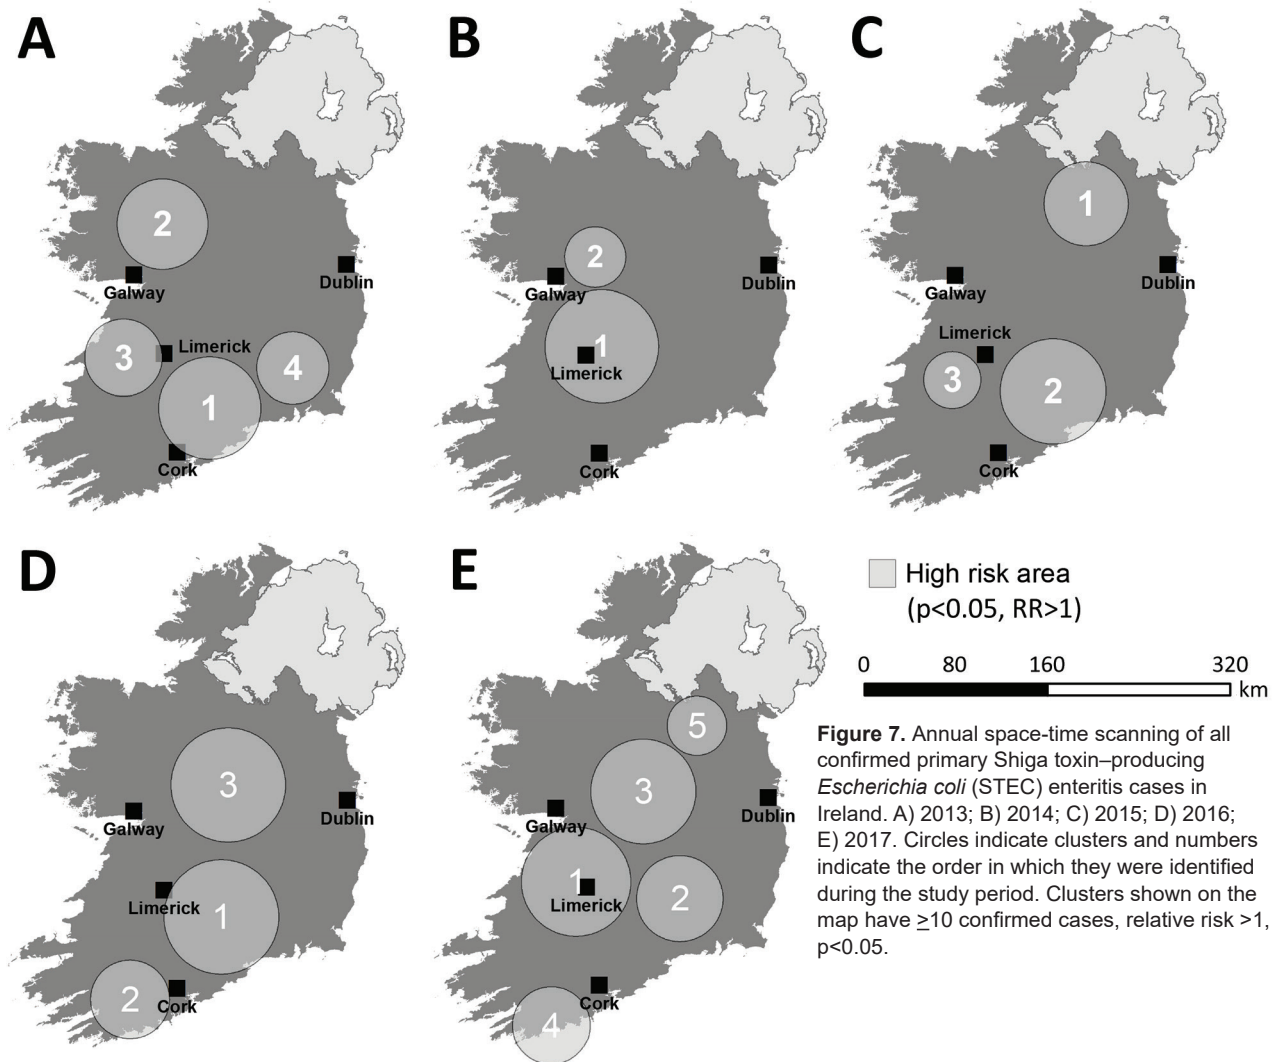 A
B
C
2
Galway
Dublin
3
Limerick
4
1
Cork
2
Galway
Dublin
1
Limerick
Cork
1
Galway
Dublin
Limerick
3
2
Cork
D
E
3
Galway
Dublin
Limerick
1
2
Cork
5
3
Galway
Dublin
1
Limerick
2
Cork
4
High risk area
(p<0.05, RR>1)
0 80 160 320
km
Figure 7. Annual space-time scanning of all
confirmed primary Shiga toxin–producing
Escherichia coli (STEC) enteritis cases in
Ireland. A) 2013; B) 2014; C) 2015; D) 2016;
E) 2017. Circles indicate clusters and numbers
indicate the order in which they were identified
during the study period. Clusters shown on the
map have ≥10 confirmed cases, relative risk >1,
p<0.05.